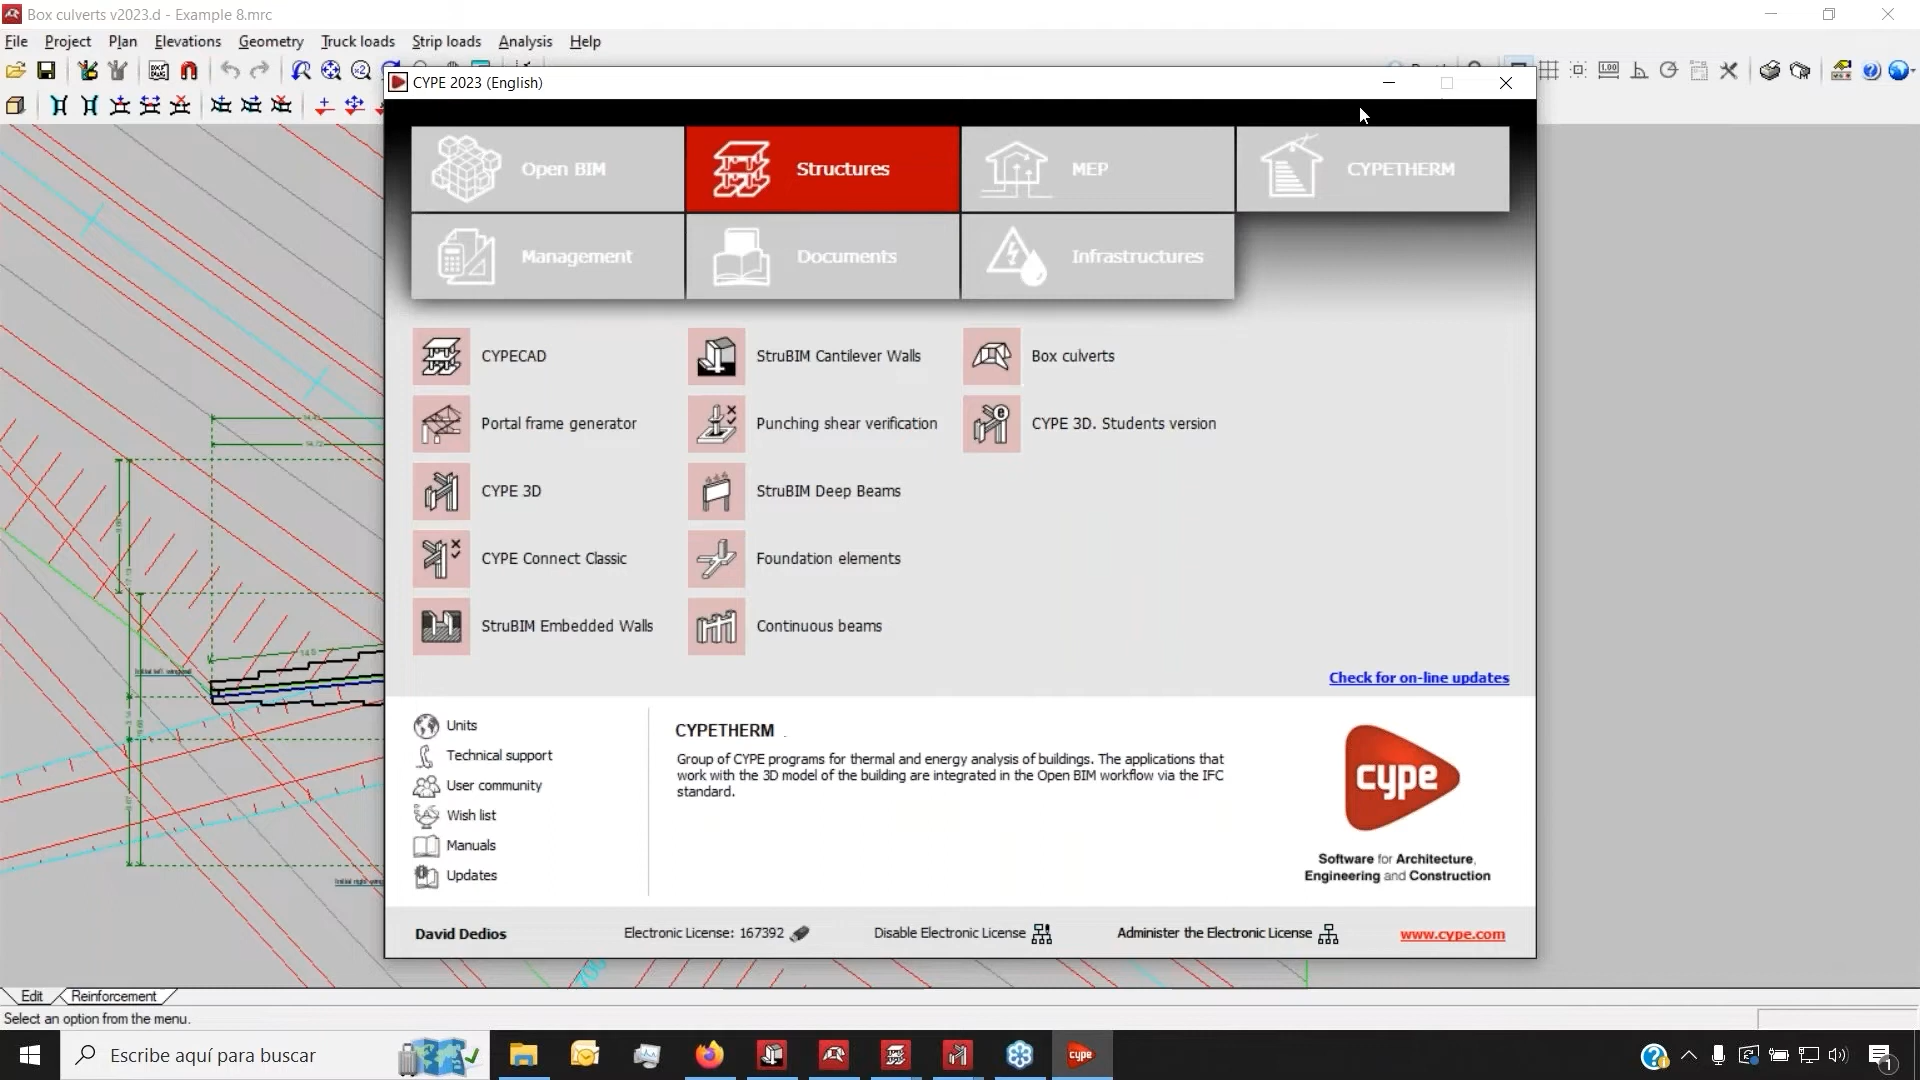 Box culverts v2023.d - Example 8.mrc
File Project Plan Elevations Geometry Truck loads Strip loads Analysis Help
CYPE 2023 (English)
Open BIM Structures MEP CYPETHERM
Management Documents Infrastructures
CYPECAD StruBIM Cantilever Walls Box culverts
Portal frame generator Punching shear verification CYPE 3D. Students version
CYPE 3D StruBIM Deep Beams
CYPE Connect Classic Foundation elements
StruBIM Embedded Walls Continuous beams
Check for on-line updates
Units
Technical support
User community
Wish list
Manuals
Updates
CYPETHERM
Group of CYPE programs for thermal and energy analysis of buildings. The applications that
work with the 3D model of the building are integrated in the Open BIM workflow via the IFC
standard.
cype
Software for Architecture,
Engineering and Construction
David Dedios Electronic License: 167392 Disable Electronic License Administer the Electronic License www.cype.com
Edit Reinforcement
Select an option from the menu.
Escribe aquí para buscar
cype
1